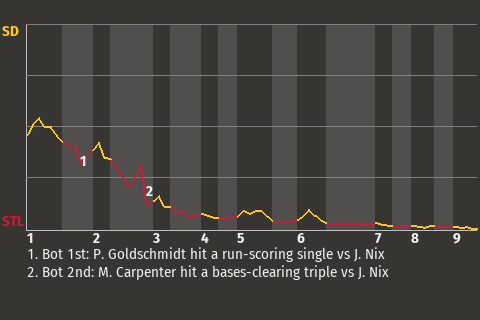 SD
1
2
STL
1 2 3 4 5 6 7 8 9
1. Bot 1st: P. Goldschmidt hit a run-scoring single vs J. Nix
2. Bot 2nd: M. Carpenter hit a bases-clearing triple vs J. Nix